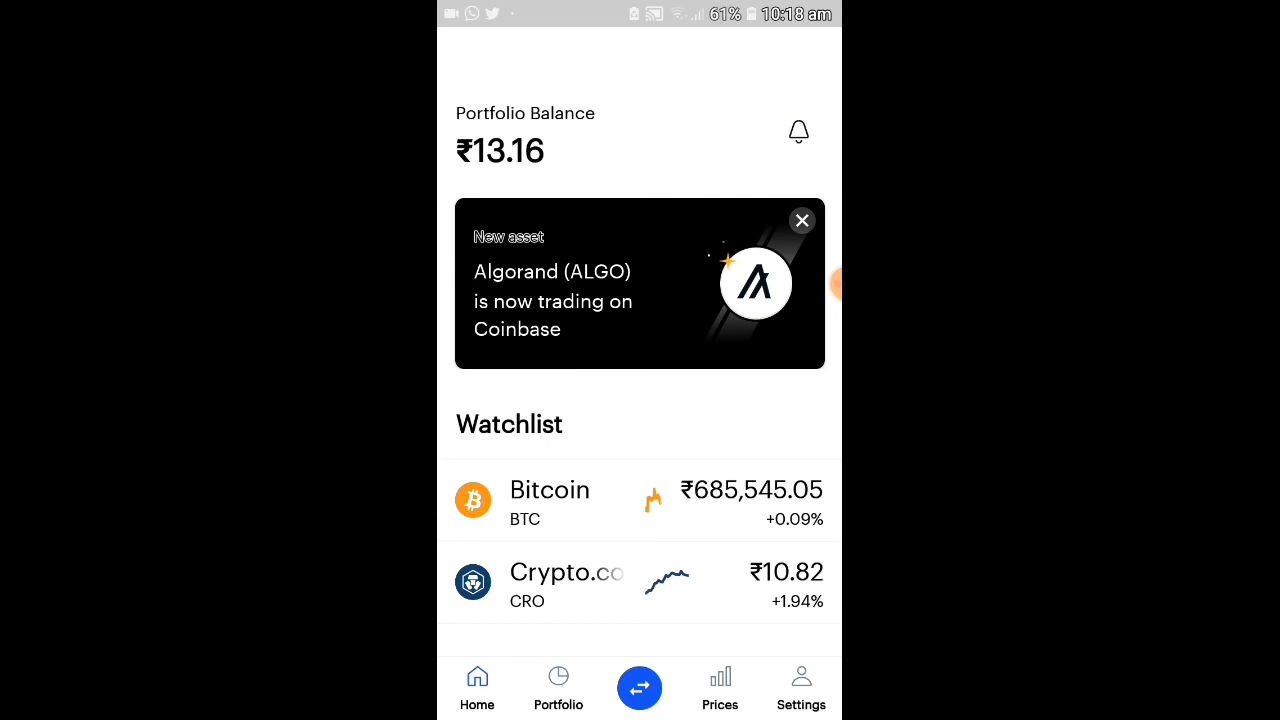 61% 10:18 am
Portfolio Balance
₹13.16
New asset
Algorand (ALGO)
is now trading on
Coinbase
Watchlist
Bitcoin ₹685,545.05
BTC +0.09%
Crypto.co ₹10.82
CRO +1.94%
Home Portfolio Prices Settings